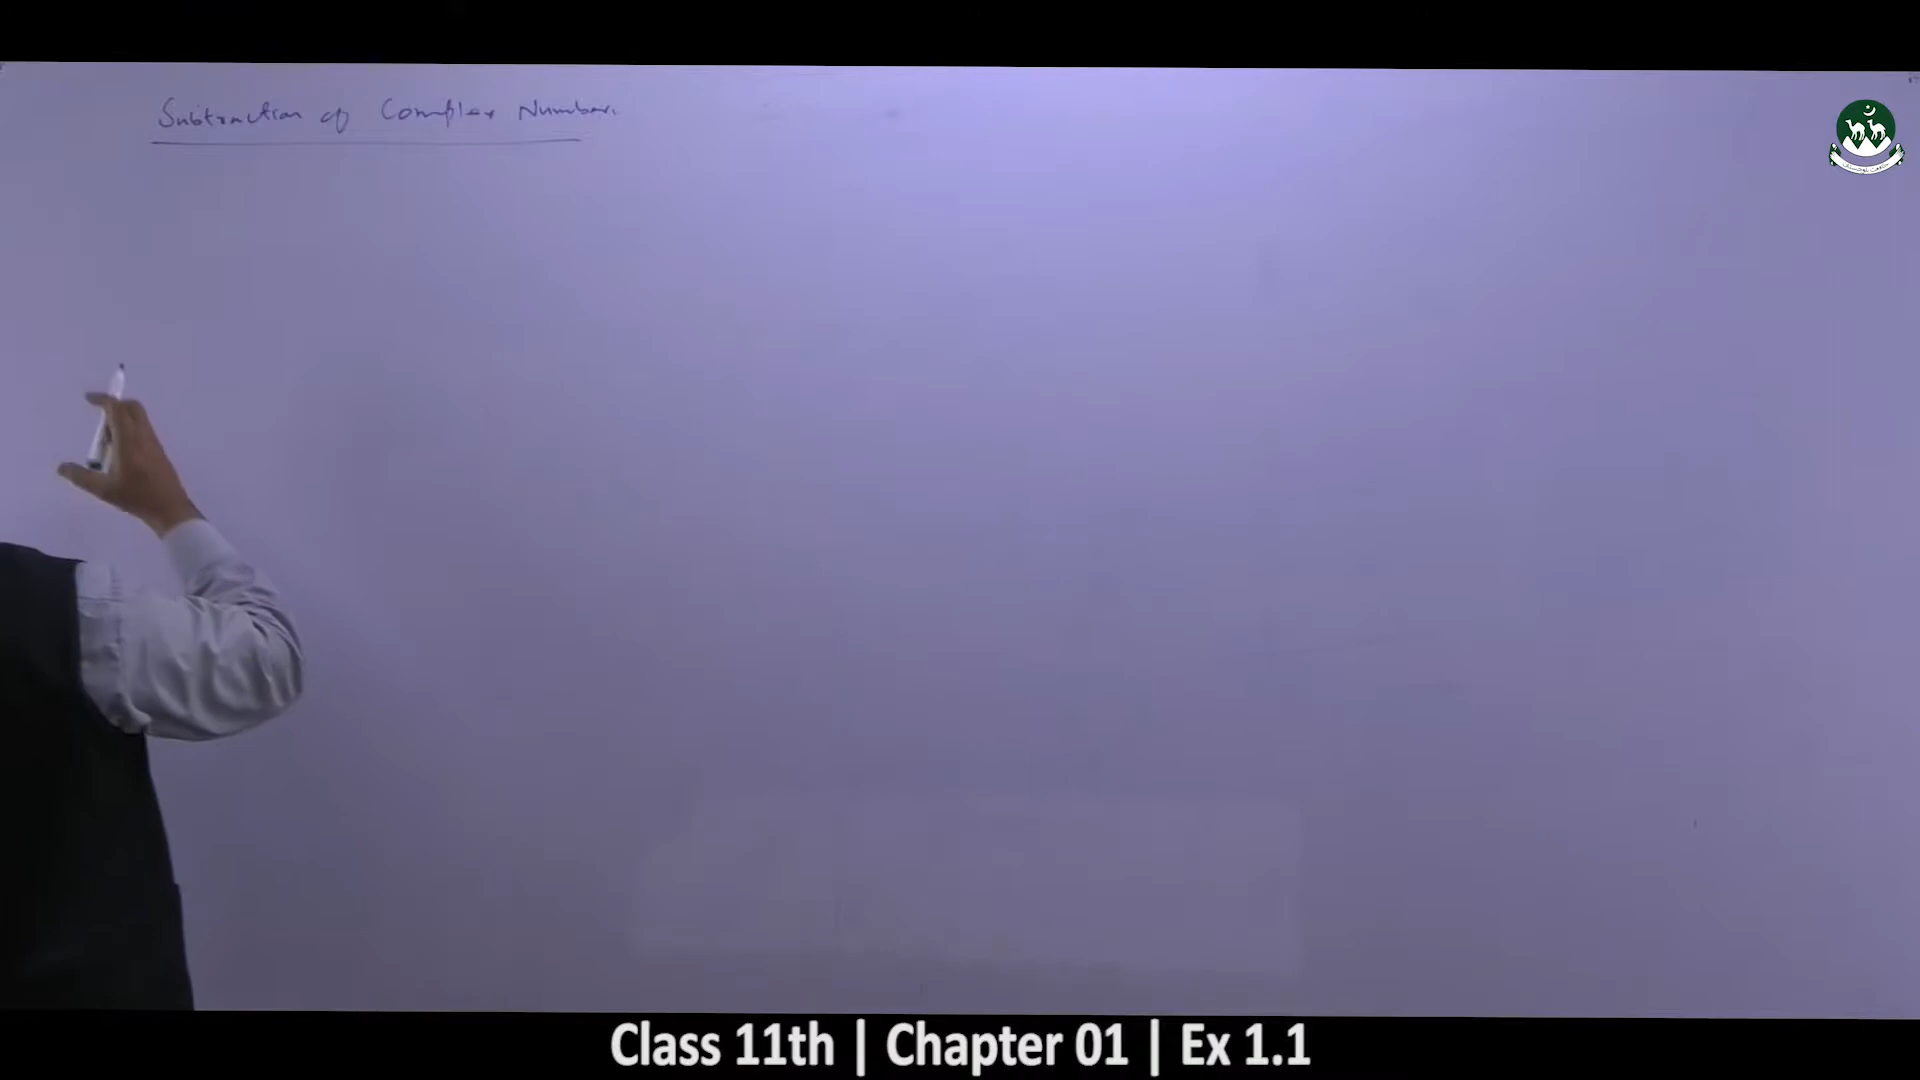 Subtraction of Complex Numbers
Class 11th | Chapter 01 | Ex 1.1